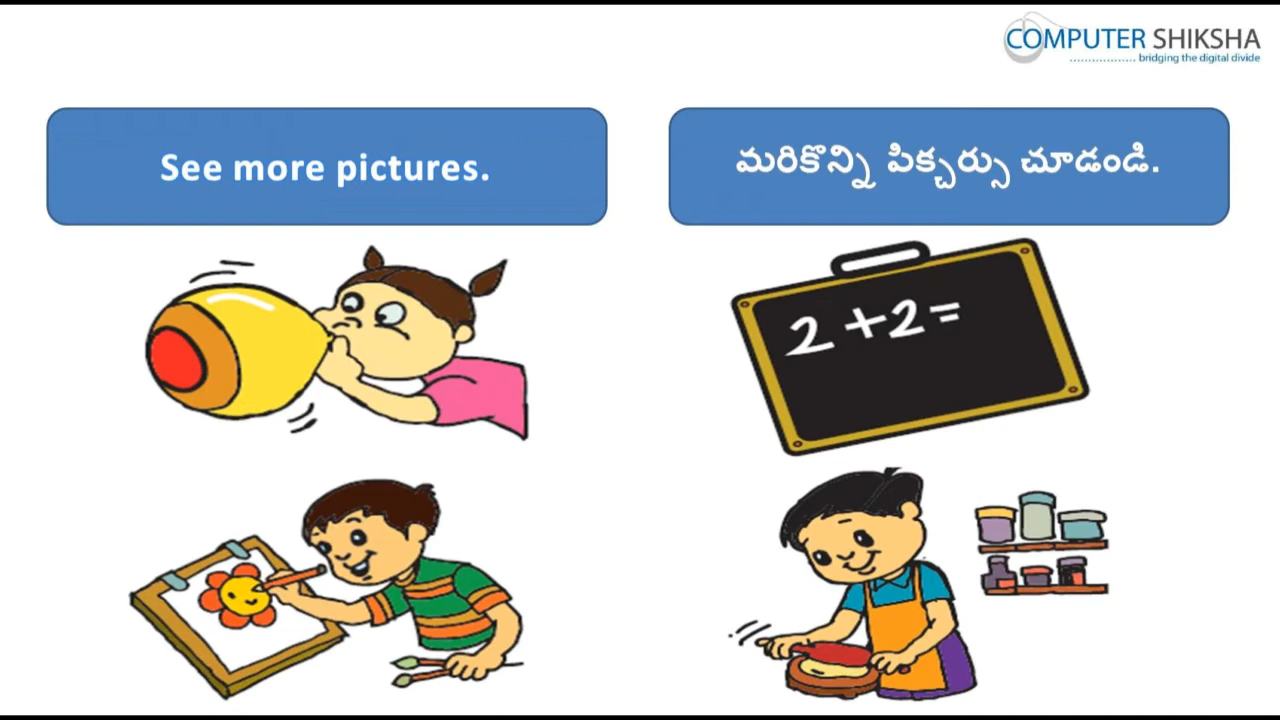 COMPUTER SHIKSHA
bridging the digital divide
See more pictures.
మరికొన్ని పిక్చర్సు చూడండి.
2+2=